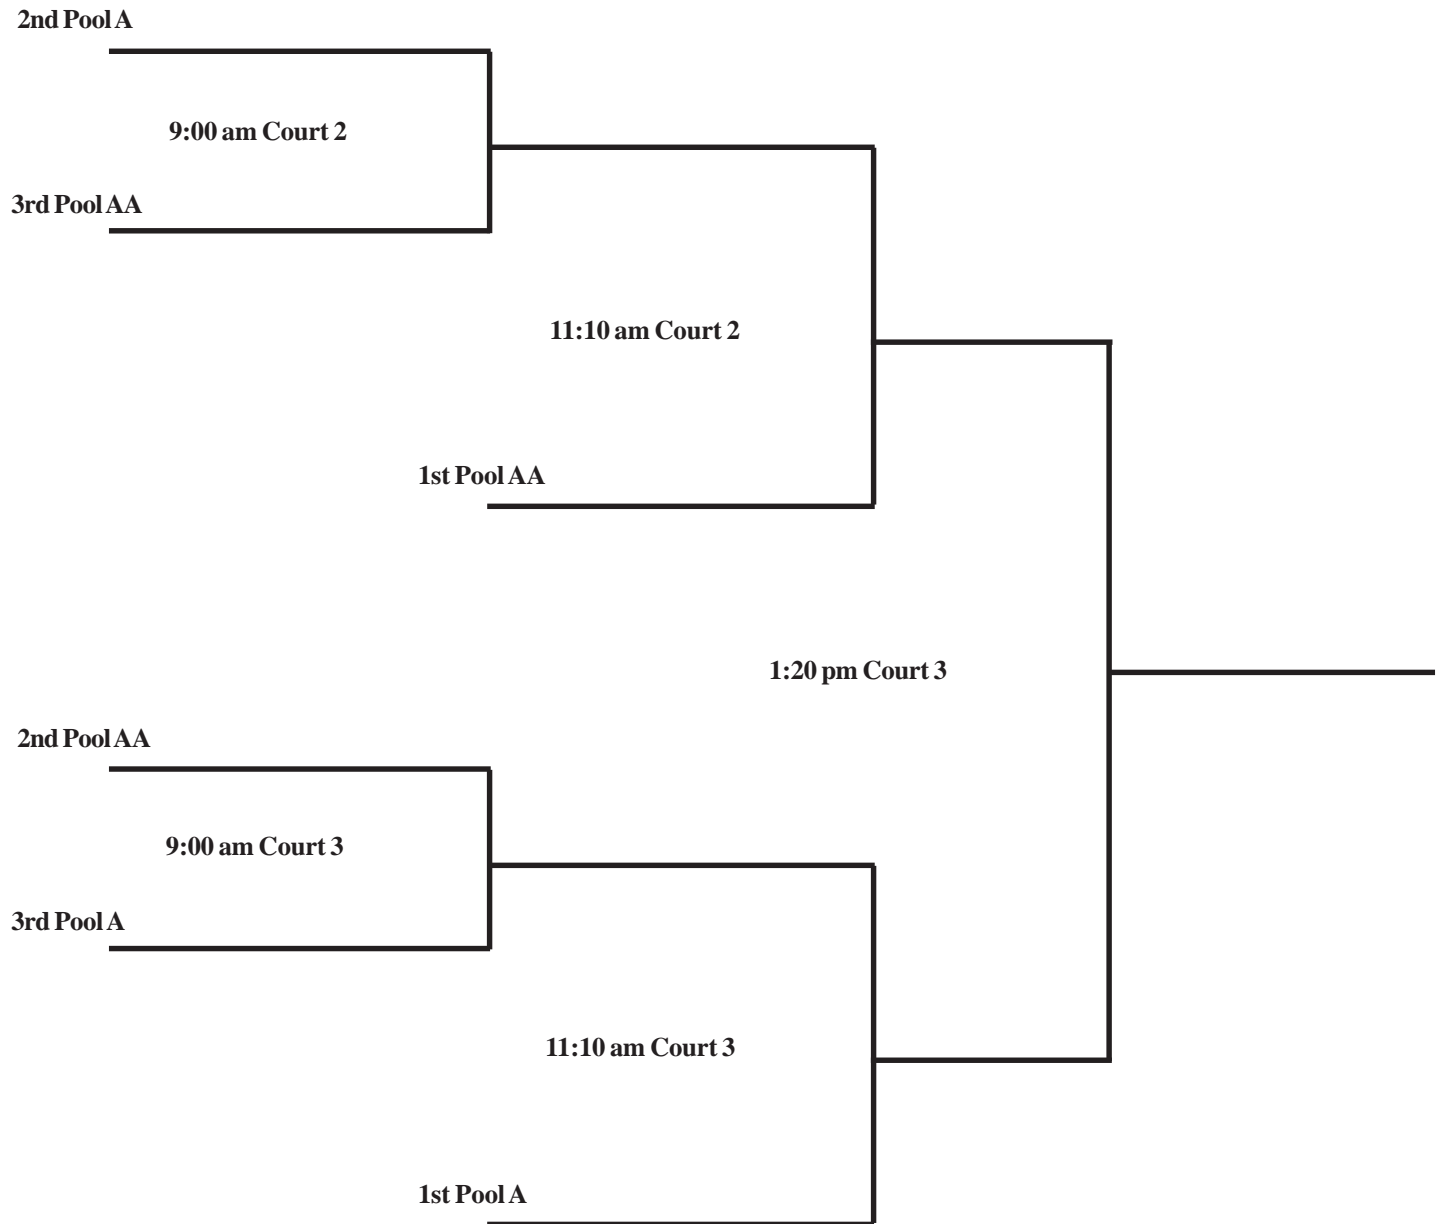 2nd Pool A
9:00 am Court 2
3rd Pool AA
11:10 am Court 2
1st Pool AA
1:20 pm Court 3
2nd Pool AA
9:00 am Court 3
3rd Pool A
11:10 am Court 3
1st Pool A